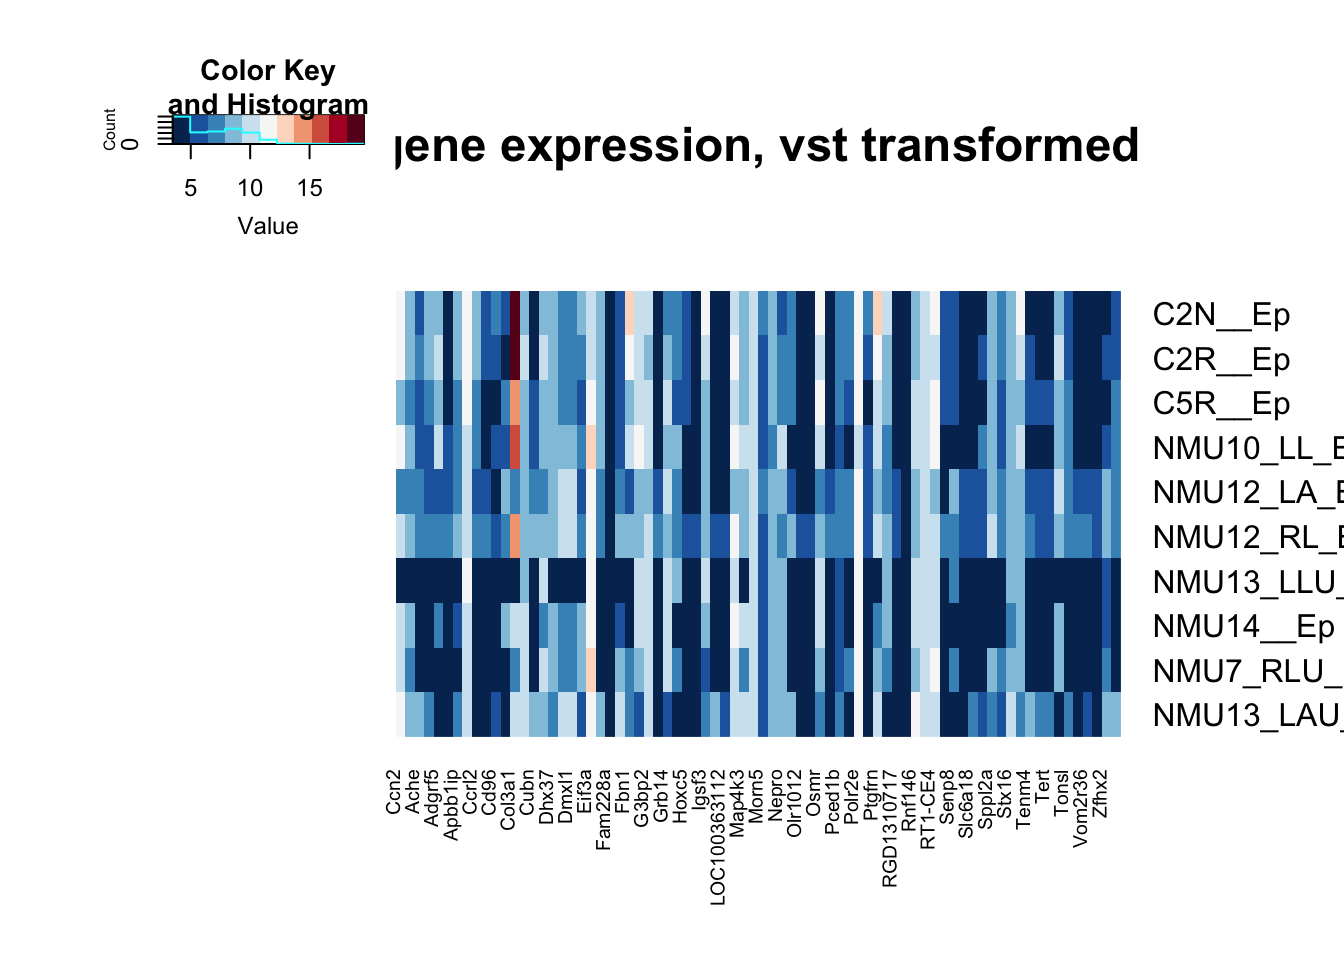 Color Key
and Histogram
Count
0
5 10 15
Value
gene expression, vst transformed
C2N__Ep
C2R__Ep
C5R__Ep
NMU10_LL_E
NMU12_LA_E
NMU12_RL_E
NMU13_LLU_
NMU14__Ep
NMU7_RLU_
NMU13_LAU_
Ccn2
Ache
Adgrf5
Apbb1ip
Ccrl2
Cd96
Col3a1
Cubn
Dhx37
Dmxl1
Eif3a
Fam228a
Fbn1
G3bp2
Grb14
Hoxc5
Igsf3
LOC100363112
Map4k3
Morn5
Nepro
Olr1012
Osmr
Pced1b
Polr2e
Ptgfrn
RGD1310717
Rnf146
RT1-CE4
Senp8
Slc6a18
Sppl2a
Stx16
Tenm4
Tert
Tonsl
Vom2r36
Zfhx2